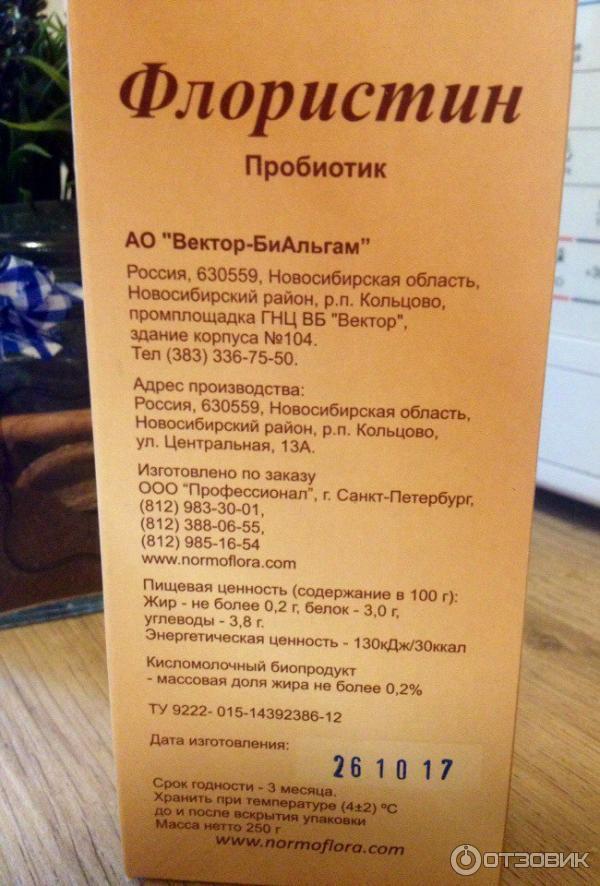 Флористин
Пробиотик
АО "Вектор-БиАльгам"
Россия, 630559, Новосибирская область,
Новосибирский район, р.п. Кольцово,
промплощадка ГНЦ ВБ "Вектор",
здание корпуса №104.
Тел (383) 336-75-50.
Адрес производства:
Россия, 630559, Новосибирская область,
Новосибирский район, р.п. Кольцово,
ул. Центральная, 13А.
Изготовлено по заказу
ООО "Профессионал", г. Санкт-Петербург,
(812) 983-30-01,
(812) 388-06-55,
(812) 985-16-54
www.normoflora.com
Пищевая ценность (содержание в 100 г):
Жир - не более 0,2 г, белок - 3,0 г,
углеводы - 3,8 г.
Энергетическая ценность - 130кДж/30ккал
Кисломолочный биопродукт
- массовая доля жира не более 0,2%
ТУ 9222- 015-14392386-12
Дата изготовления:
26 10 17
Срок годности - 3 месяца.
Хранить при температуре (4±2) ºС
до и после вскрытия упаковки
Масса нетто 250 г
www.normoflora.com
ОТЗОВИК